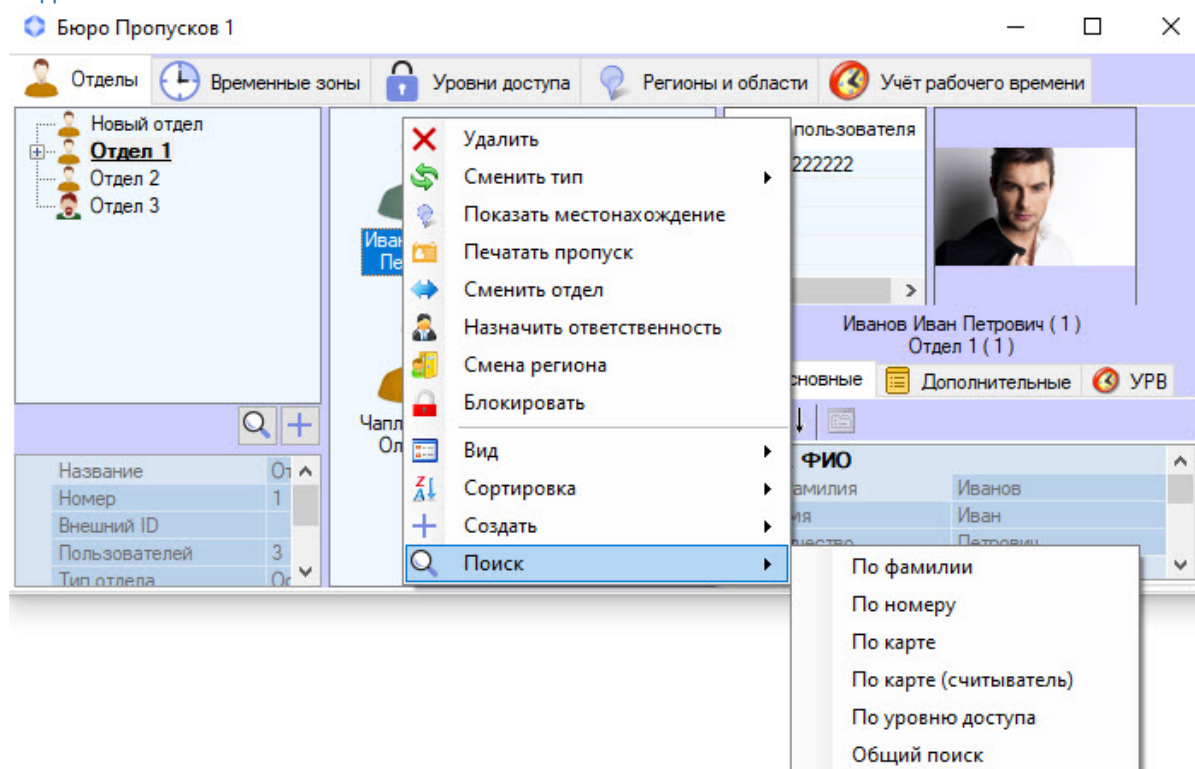 Бюро Пропусков 1
Отделы Временные зоны Уровни доступа Регионы и области Учёт рабочего времени
Новый отдел
Отдел 1
Отдел 2
Отдел 3
Удалить
Сменить тип
Показать местонахождение
Печатать пропуск
Сменить отдел
Назначить ответственность
Смена региона
Блокировать
Вид
Сортировка
Создать
Поиск
По фамилии
По номеру
По карте
По карте (считыватель)
По уровню доступа
Общий поиск
пользователя
222222
Иванов Иван Петрович ( 1 )
Отдел 1 ( 1 )
Дополнительные УРВ
ФИО
Иванов
Иван
Название
Номер 1
Внешний ID
Пользователей 3
Тип отдела